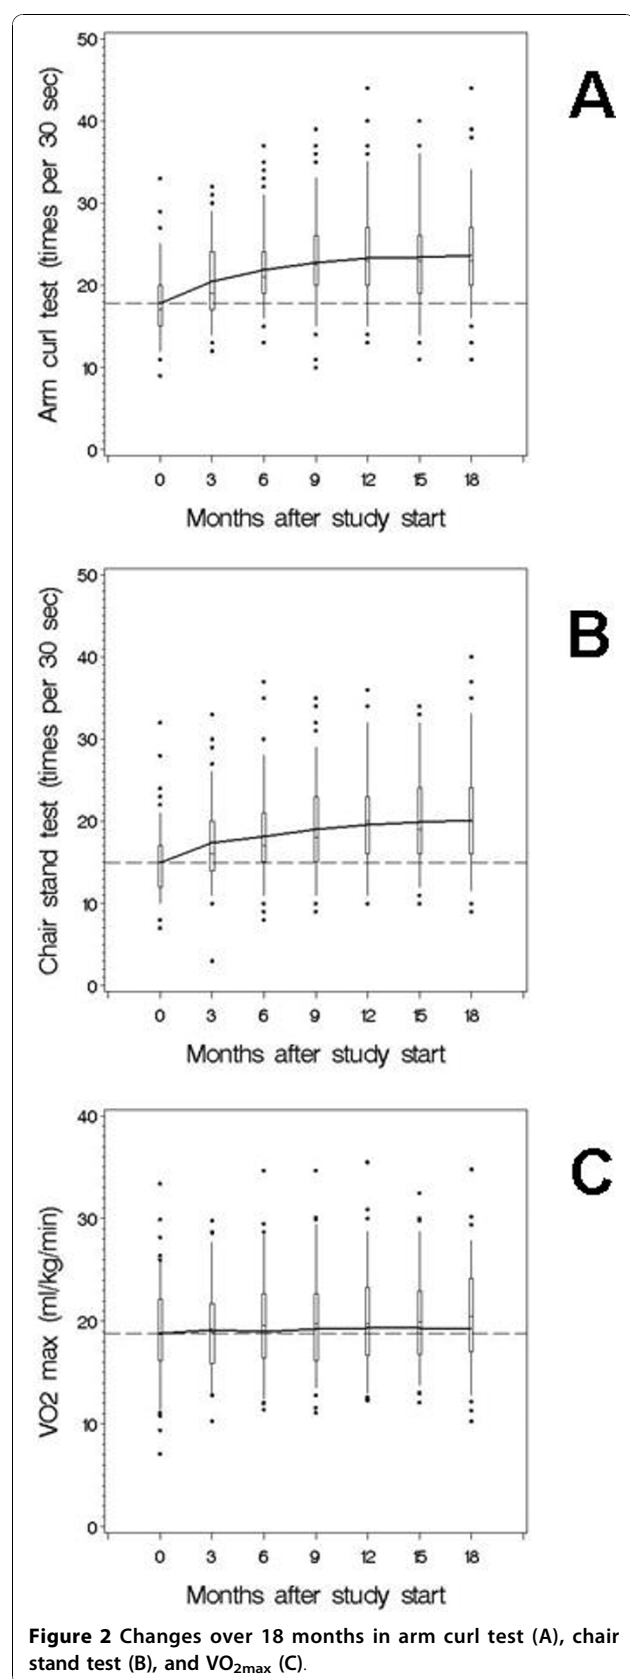 A
50
40
30
20
10
0
Arm curl test (times per 30 sec)
0 3 6 9 12 15 18
Months after study start
B
50
40
30
20
10
0
Chair stand test (times per 30 sec)
0 3 6 9 12 15 18
Months after study start
C
40
30
20
10
0
VO2 max (ml/kg/min)
0 3 6 9 12 15 18
Months after study start
Figure 2 Changes over 18 months in arm curl test (A), chair
stand test (B), and VO2max (C).